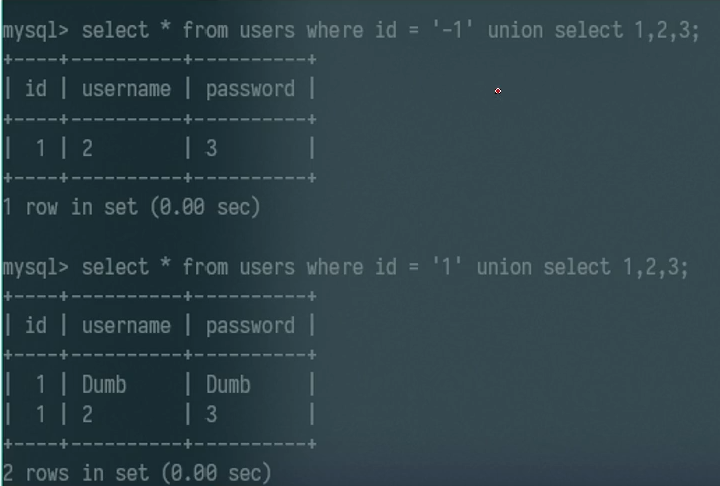 mysql> select * from users where id = '-1' union select 1,2,3;
+----+----------+----------+
| id | username | password |
+----+----------+----------+
|  1 | 2        | 3        |
+----+----------+----------+
1 row in set (0.00 sec)
mysql> select * from users where id = '1' union select 1,2,3;
+----+----------+----------+
| id | username | password |
+----+----------+----------+
|  1 | Dumb     | Dumb     |
|  1 | 2        | 3        |
+----+----------+----------+
2 rows in set (0.00 sec)